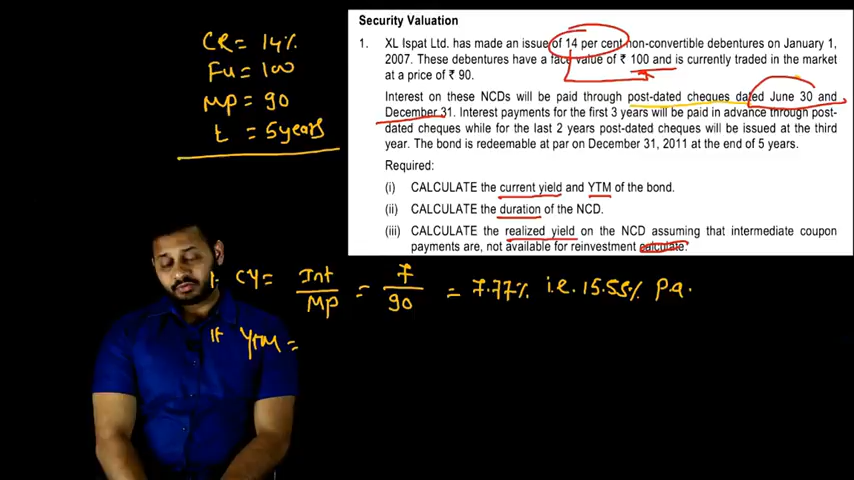 CR = 14%
FV = 100
MP = 90
t = 5 years
Security Valuation
1. XL Ispat Ltd. has made an issue of 14 per cent non-convertible debentures on January 1,
2007. These debentures have a face value of ₹ 100 and is currently traded in the market
at a price of ₹ 90.
Interest on these NCDs will be paid through post-dated cheques dated June 30 and
December 31. Interest payments for the first 3 years will be paid in advance through post-
dated cheques while for the last 2 years post-dated cheques will be issued at the third
year. The bond is redeemable at par on December 31, 2011 at the end of 5 years.
Required:
(i) CALCULATE the current yield and YTM of the bond.
(ii) CALCULATE the duration of the NCD.
(iii) CALCULATE the realized yield on the NCD assuming that intermediate coupon
payments are, not available for reinvestment calculate.
CY = Int / MP = 7 / 90 = 7.77% i.e. 15.55% Pa.
YTM =